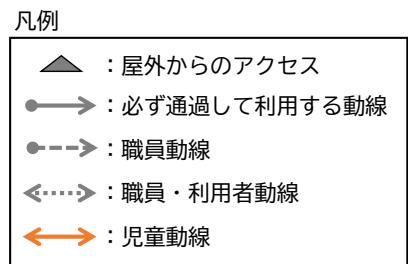 凡例
：屋外からのアクセス
：必ず通過して利用する動線
：職員動線
：職員・利用者動線
：児童動線